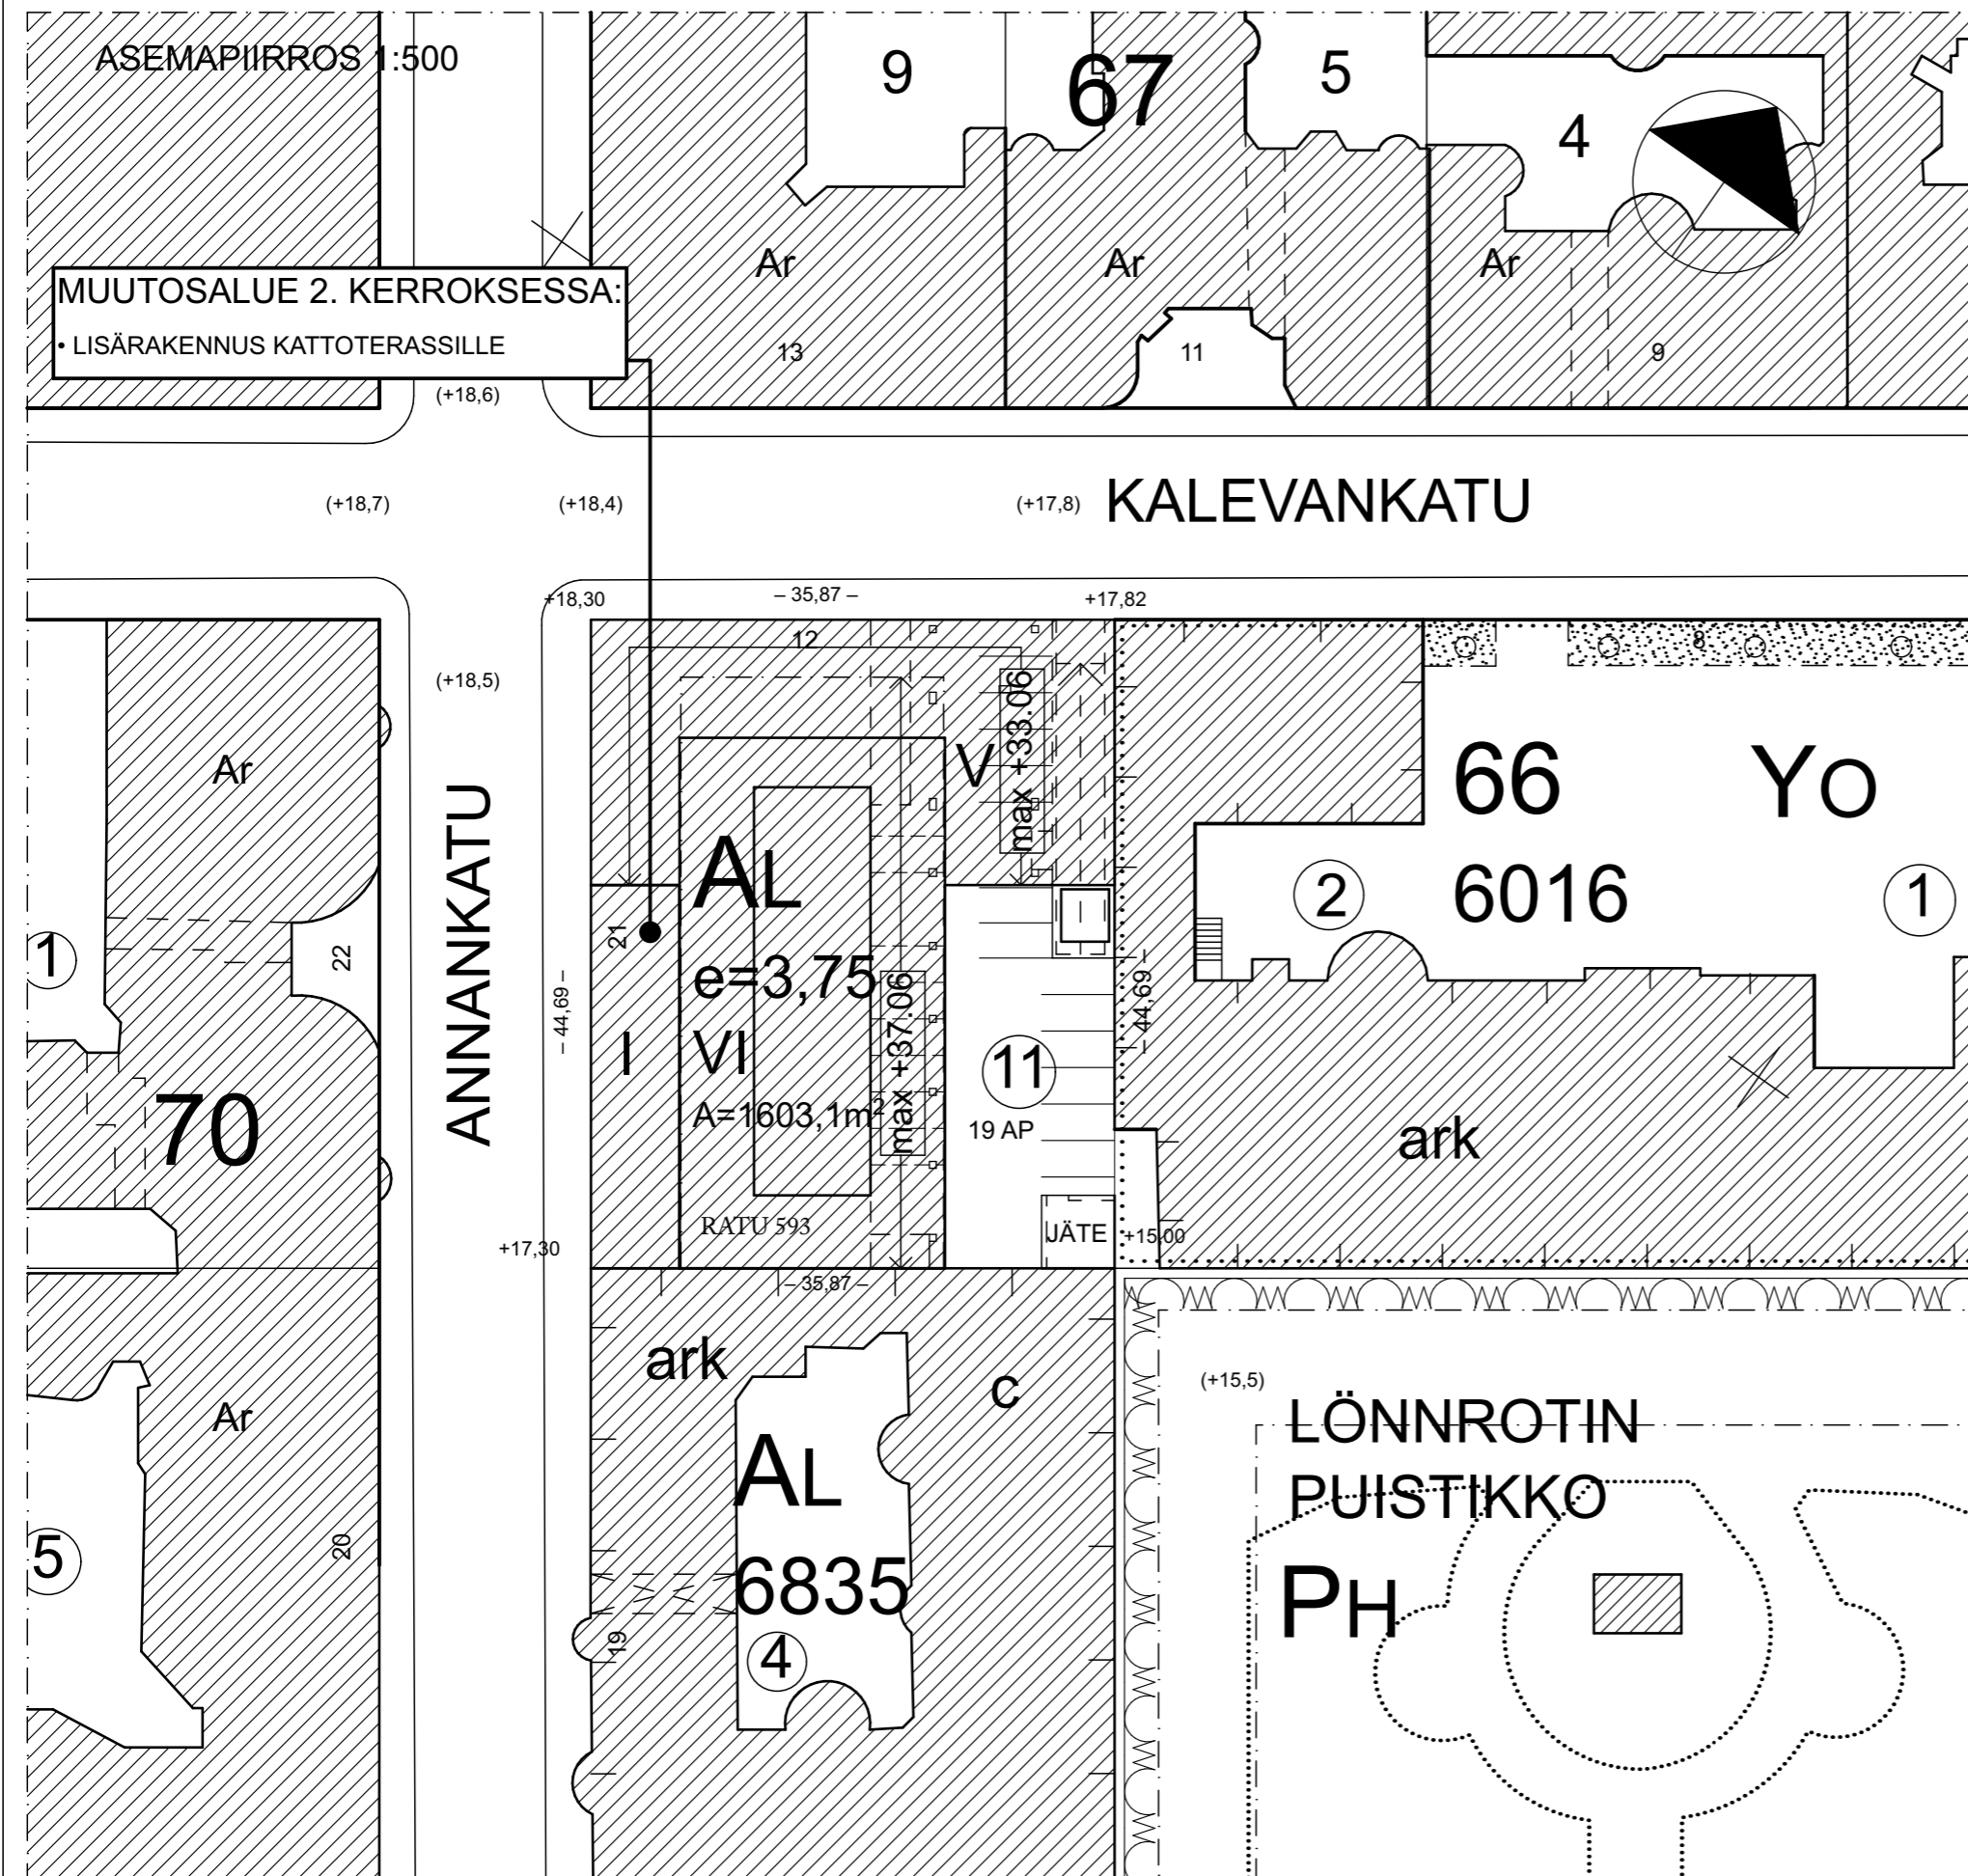 ASEMAPIIRROS 1:500
9
67
5
4
Ar
Ar
Ar
MUUTOSALUE 2. KERROKSESSA:
• LISÄRAKENNUS KATTOTERASSILLE
13
11
9
(+18,6)
(+18,7)
(+18,4)
(+17,8)
KALEVANKATU
+18,30
– 35,87 –
+17,82
12
8
(+18,5)
Ar
V
max +33.06
66
YO
6016
2
1
ANNANKATU
AL
21
e=3,75
1
22
– 44,69 –
I
VI
max +37.06
11
– 44,69 –
A=1603,1m²
19 AP
70
ark
RATU 593
JÄTE
+15,00
+17,30
– 35,87 –
ark
c
Ar
(+15,5)
LÖNNROTIN
PUISTIKKO
AL
6835
PH
5
20
19
4